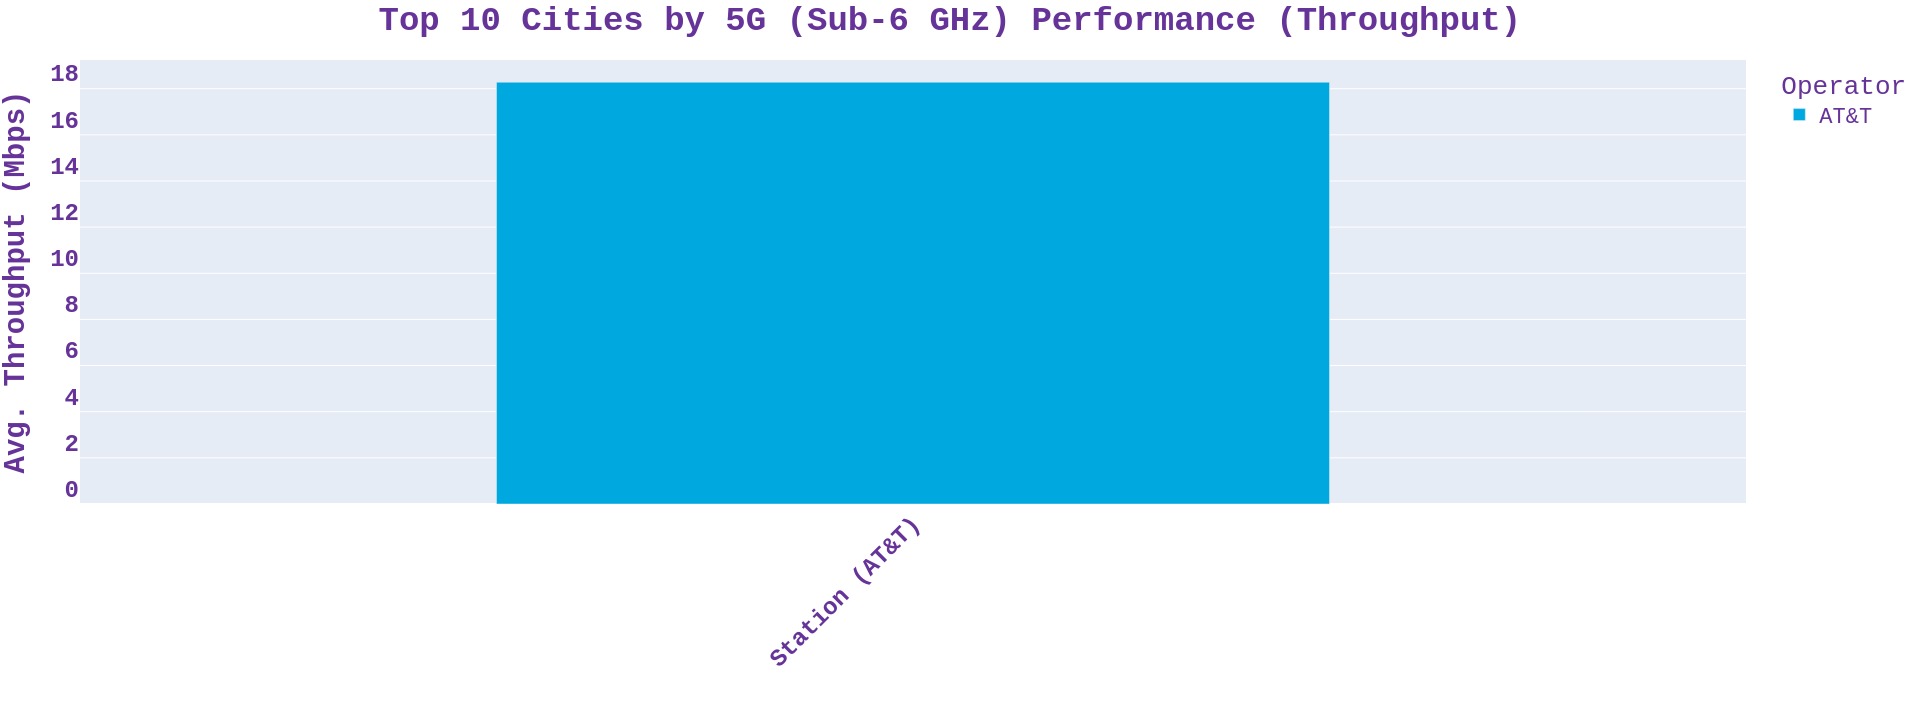 Top 10 Cities by 5G (Sub-6 GHz) Performance (Throughput)
Avg. Throughput (Mbps)
18
16
14
12
10
8
6
4
2
0
Station (AT&T)
Operator
AT&T